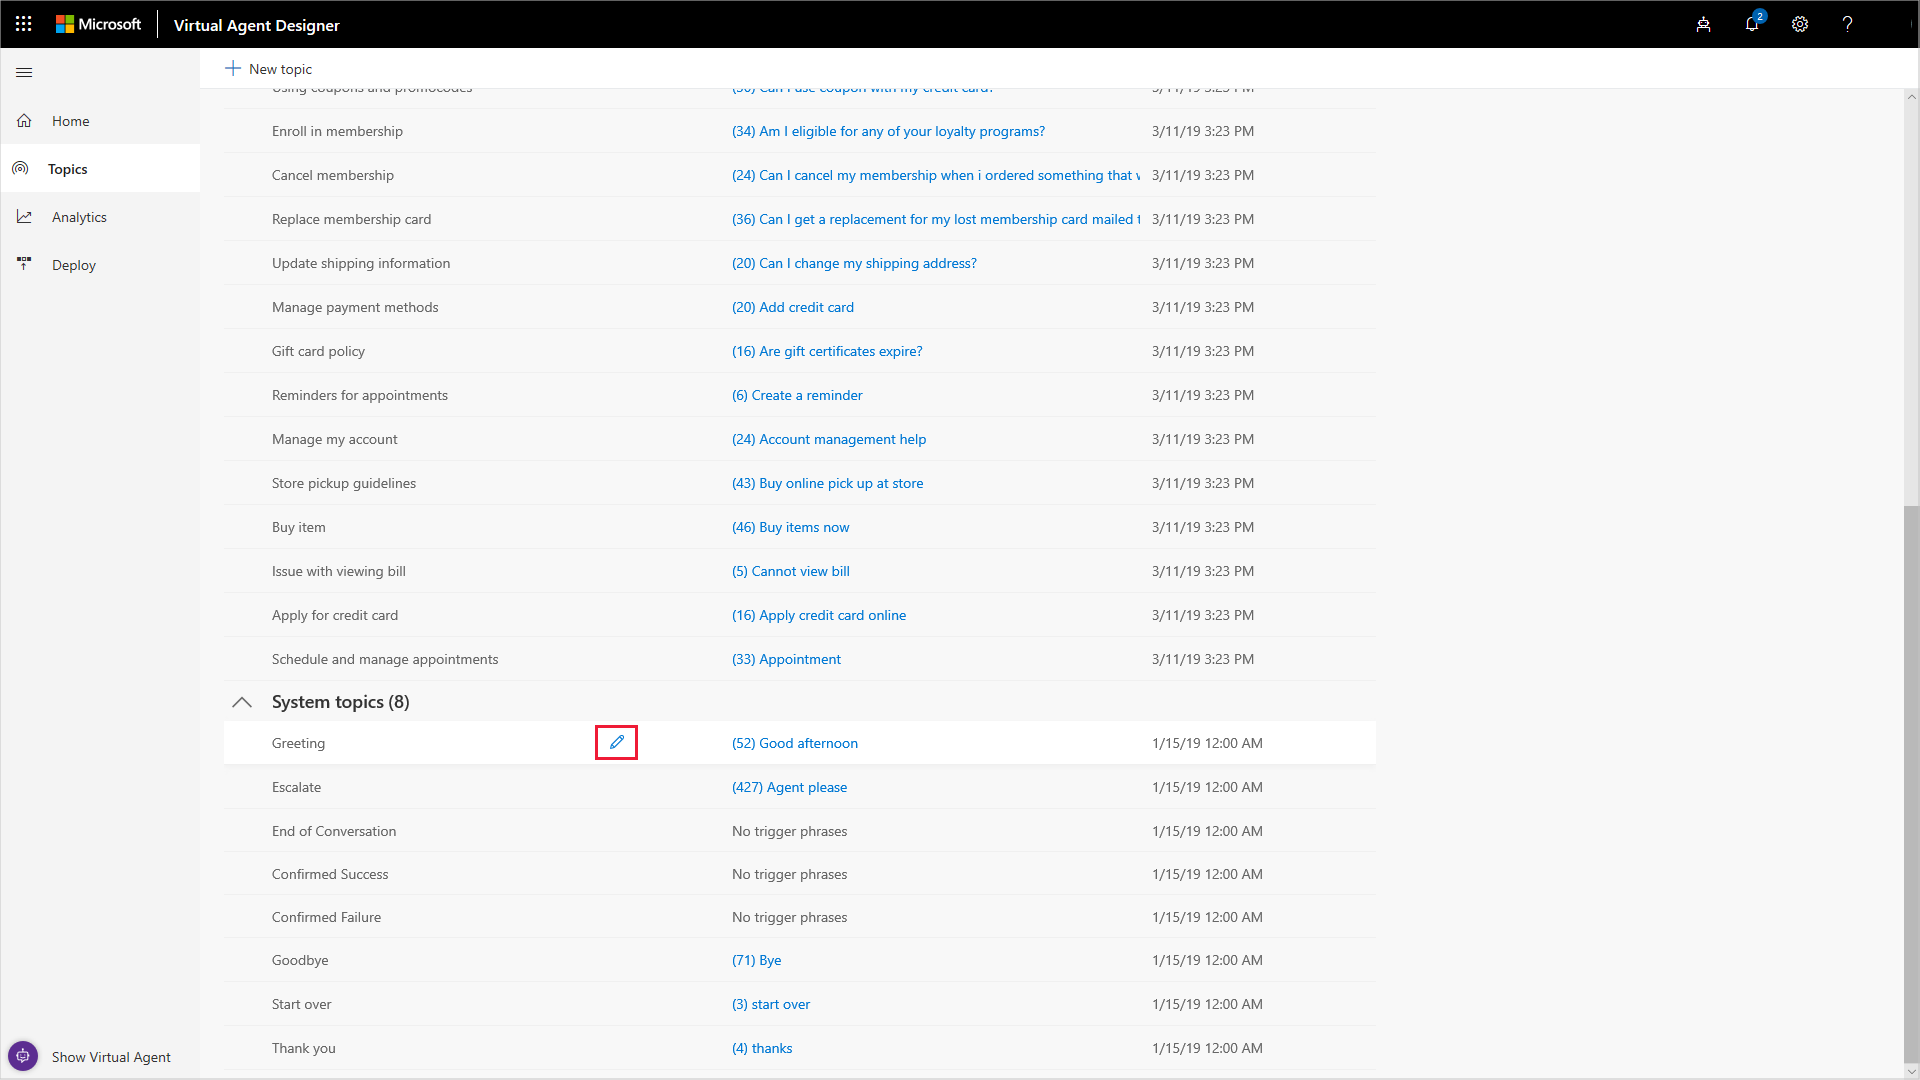 Microsoft
Virtual Agent Designer
2
?
New topic
Home
Topics
Analytics
Deploy
Using coupons and promocodes (30) Can I use coupon with my credit card? 3/11/19 3:23 PM
Enroll in membership (34) Am I eligible for any of your loyalty programs? 3/11/19 3:23 PM
Cancel membership (24) Can I cancel my membership when i ordered something that 3/11/19 3:23 PM
Replace membership card (36) Can I get a replacement for my lost membership card mailed 3/11/19 3:23 PM
Update shipping information (20) Can I change my shipping address? 3/11/19 3:23 PM
Manage payment methods (20) Add credit card 3/11/19 3:23 PM
Gift card policy (16) Are gift certificates expire? 3/11/19 3:23 PM
Reminders for appointments (6) Create a reminder 3/11/19 3:23 PM
Manage my account (24) Account management help 3/11/19 3:23 PM
Store pickup guidelines (43) Buy online pick up at store 3/11/19 3:23 PM
Buy item (46) Buy items now 3/11/19 3:23 PM
Issue with viewing bill (5) Cannot view bill 3/11/19 3:23 PM
Apply for credit card (16) Apply credit card online 3/11/19 3:23 PM
Schedule and manage appointments (33) Appointment 3/11/19 3:23 PM
System topics (8)
Greeting (52) Good afternoon 1/15/19 12:00 AM
Escalate (427) Agent please 1/15/19 12:00 AM
End of Conversation No trigger phrases 1/15/19 12:00 AM
Confirmed Success No trigger phrases 1/15/19 12:00 AM
Confirmed Failure No trigger phrases 1/15/19 12:00 AM
Goodbye (71) Bye 1/15/19 12:00 AM
Start over (3) start over 1/15/19 12:00 AM
Thank you (4) thanks 1/15/19 12:00 AM
Show Virtual Agent